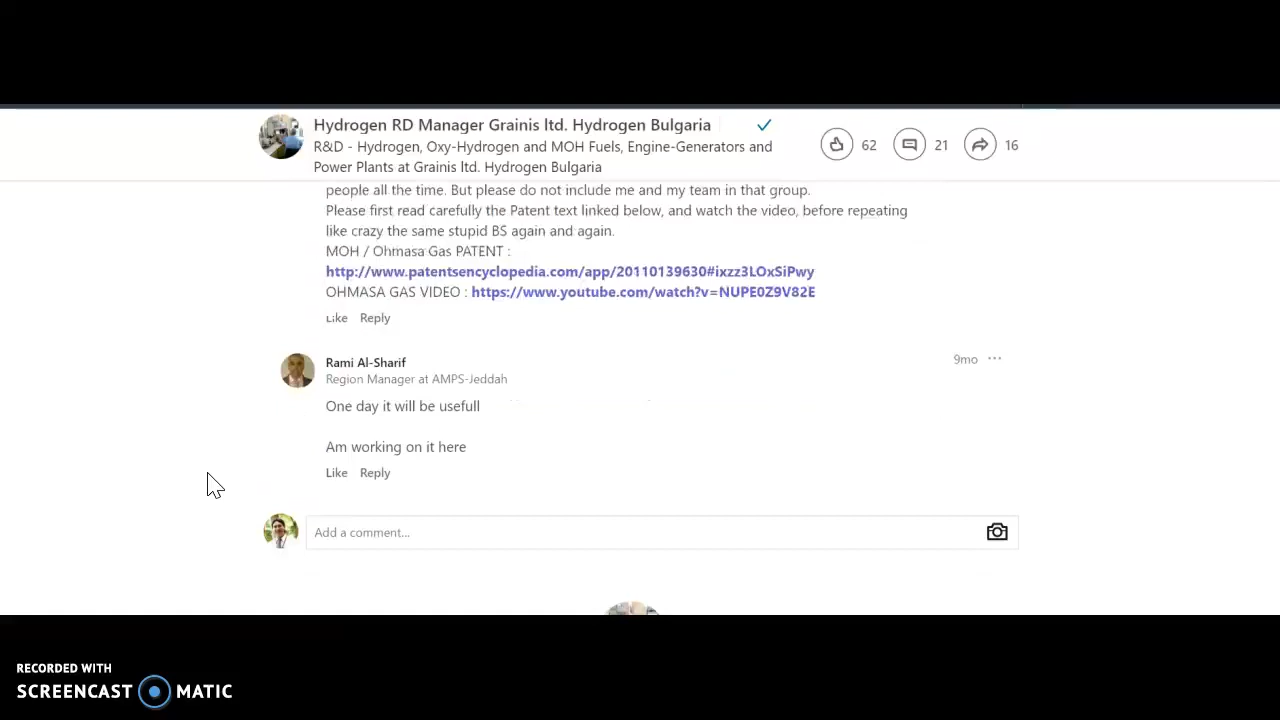 Hydrogen RD Manager Grainis ltd. Hydrogen Bulgaria
R&D - Hydrogen, Oxy-Hydrogen and MOH Fuels, Engine-Generators and
Power Plants at Grainis ltd. Hydrogen Bulgaria
62
21
16
people all the time. But please do not include me and my team in that group.
Please first read carefully the Patent text linked below, and watch the video, before repeating
like crazy the same stupid BS again and again.
MOH / Ohmasa Gas PATENT :
http://www.patentsencyclopedia.com/app/20110139630#ixzz3LOxSiPwy
OHMASA GAS VIDEO : https://www.youtube.com/watch?v=NUPE0Z9V82E
Like Reply
Rami Al-Sharif
9mo ...
Region Manager at AMPS-Jeddah
One day it will be usefull
Am working on it here
Like Reply
Add a comment...
RECORDED WITH
SCREENCAST MATIC